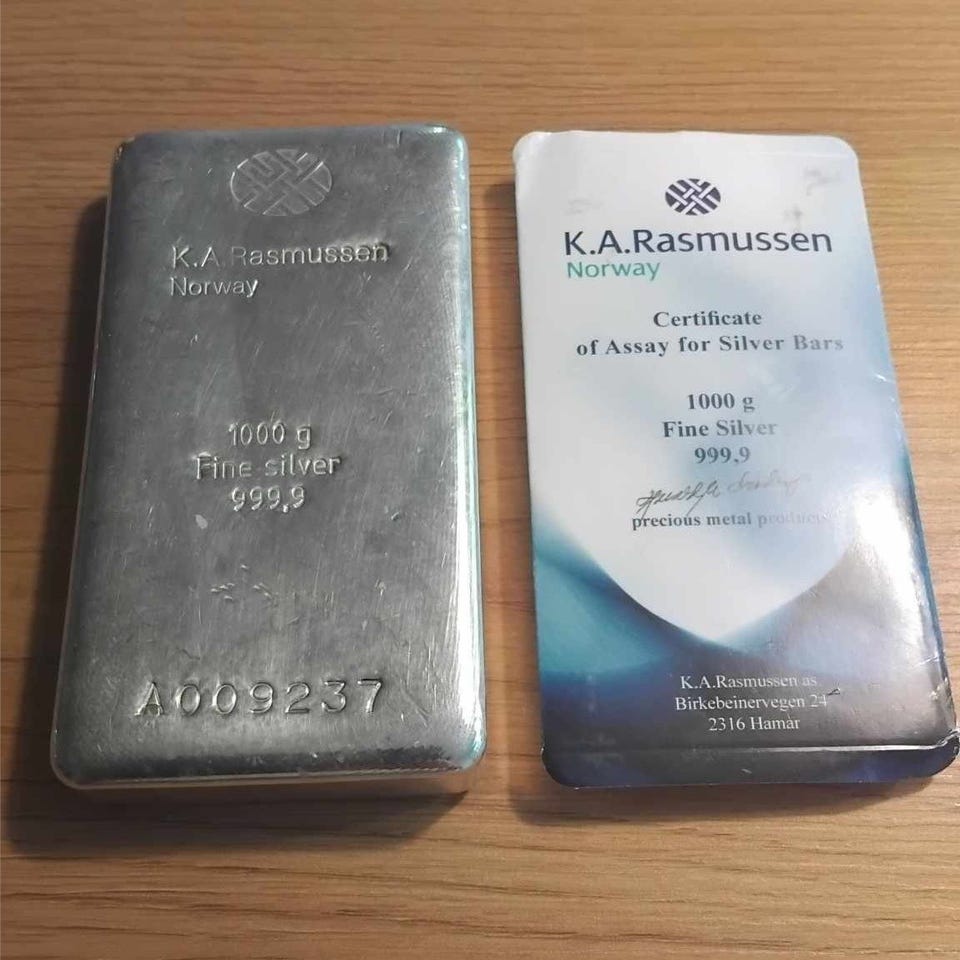 K.A.Rasmussen
Norway
1000 g
Fine silver
999,9
A009237
K.A.Rasmussen
Norway
Certificate
of Assay for Silver Bars
1000 g
Fine Silver
999,9
precious metal products
K.A.Rasmussen as
Birkebeinervegen 24
2316 Hamar